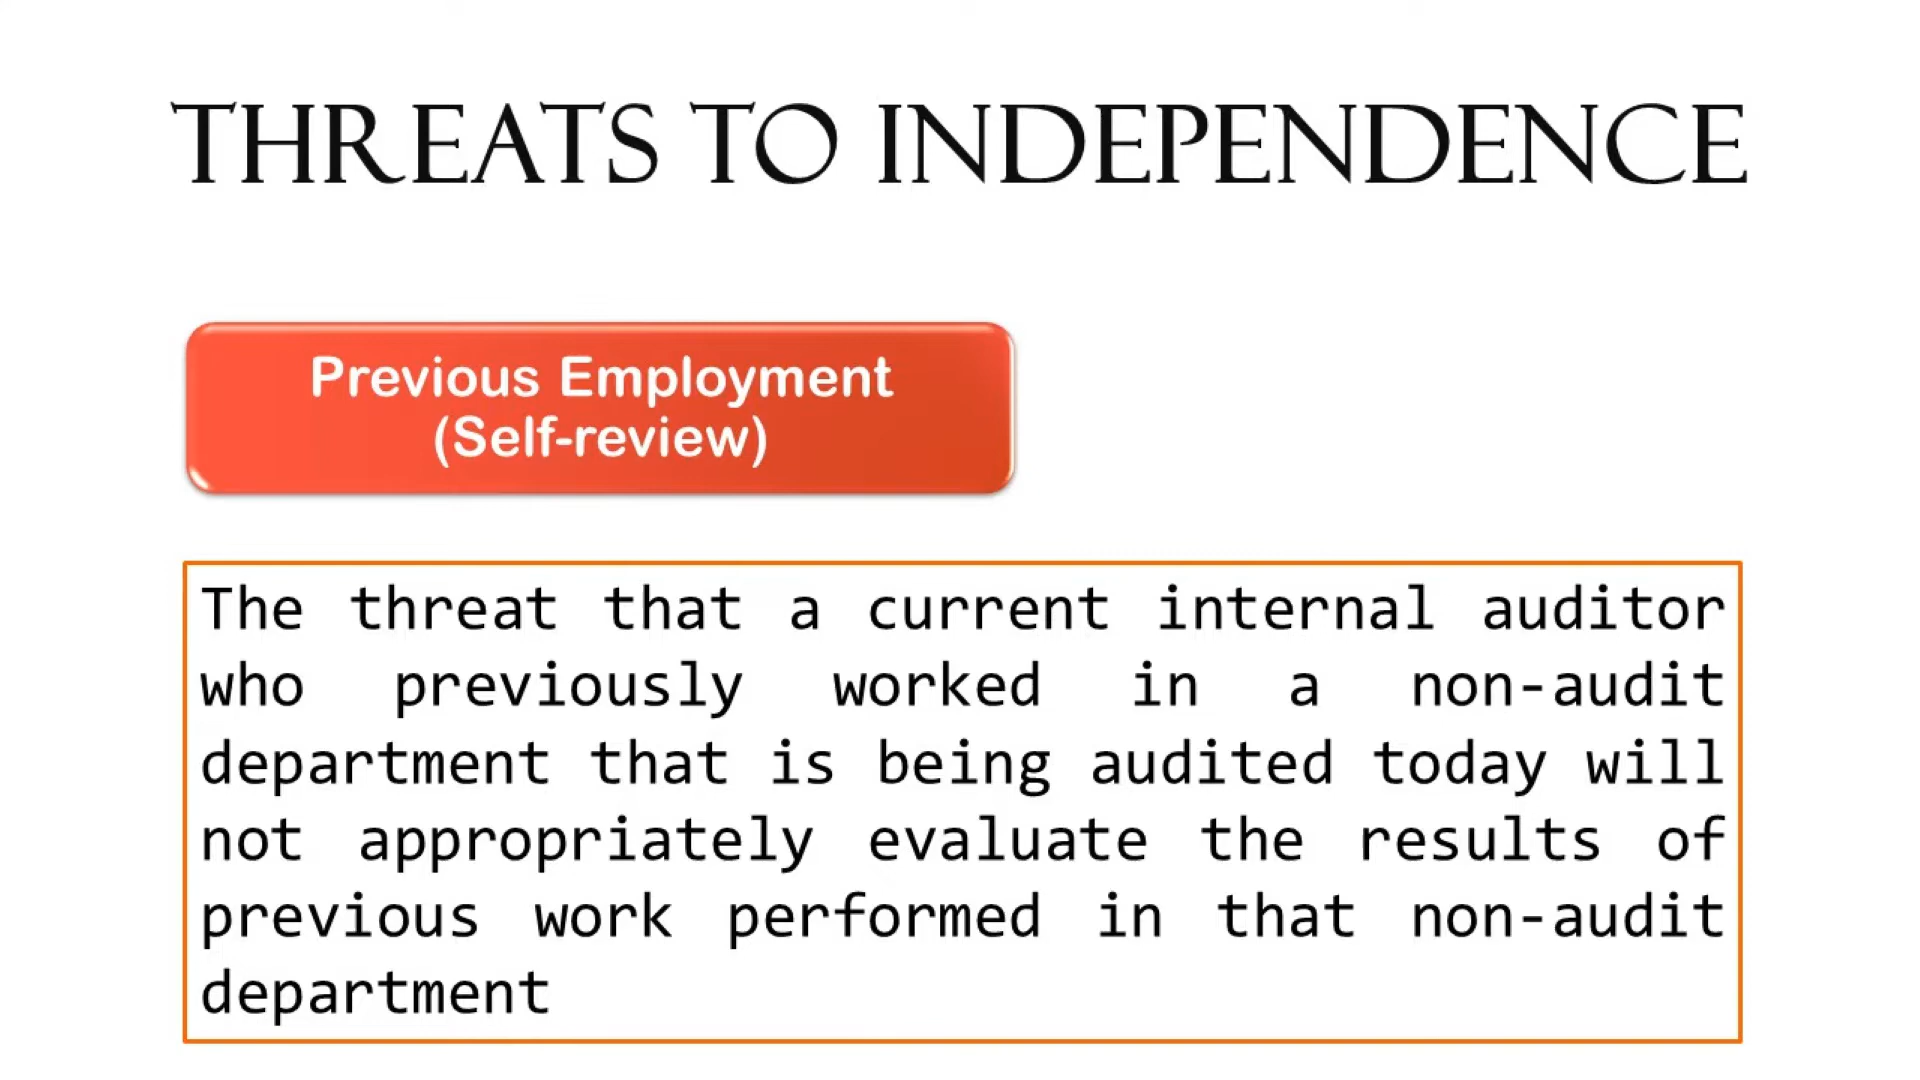 THREATS TO INDEPENDENCE
Previous Employment
(Self-review)
The threat that a current internal auditor
who previously worked in a non-audit
department that is being audited today will
not appropriately evaluate the results of
previous work performed in that non-audit
department